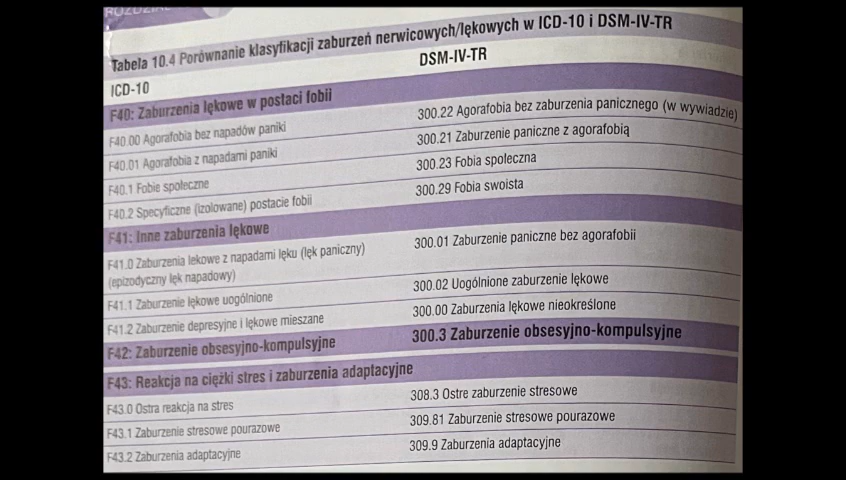 ROZDZIAŁ
Tabela 10.4 Porównanie klasyfikacji zaburzeń nerwicowych/lękowych w ICD-10 i DSM-IV-TR
ICD-10 DSM-IV-TR
F40: Zaburzenia lękowe w postaci fobii
F40.00 Agorafobia bez napadów paniki 300.22 Agorafobia bez zaburzenia panicznego (w wywiadzie)
F40.01 Agorafobia z napadami paniki 300.21 Zaburzenie paniczne z agorafobią
F40.1 Fobie społeczne 300.23 Fobia społeczna
F40.2 Specyficzne (izolowane) postacie fobii 300.29 Fobia swoista
F41: Inne zaburzenia lękowe
F41.0 Zaburzenia lekowe z napadami lęku (lęk paniczny) 300.01 Zaburzenie paniczne bez agorafobii
(epizodyczny lęk napadowy)
F41.1 Zaburzenie lękowe uogólnione 300.02 Uogólnione zaburzenie lękowe
F41.2 Zaburzenie depresyjne i lękowe mieszane 300.00 Zaburzenia lękowe nieokreślone
F42: Zaburzenie obsesyjno-kompulsyjne 300.3 Zaburzenie obsesyjno-kompulsyjne
F43: Reakcja na ciężki stres i zaburzenia adaptacyjne
F43.0 Ostra reakcja na stres 308.3 Ostre zaburzenie stresowe
F43.1 Zaburzenie stresowe pourazowe 309.81 Zaburzenie stresowe pourazowe
F43.2 Zaburzenia adaptacyjne 309.9 Zaburzenia adaptacyjne